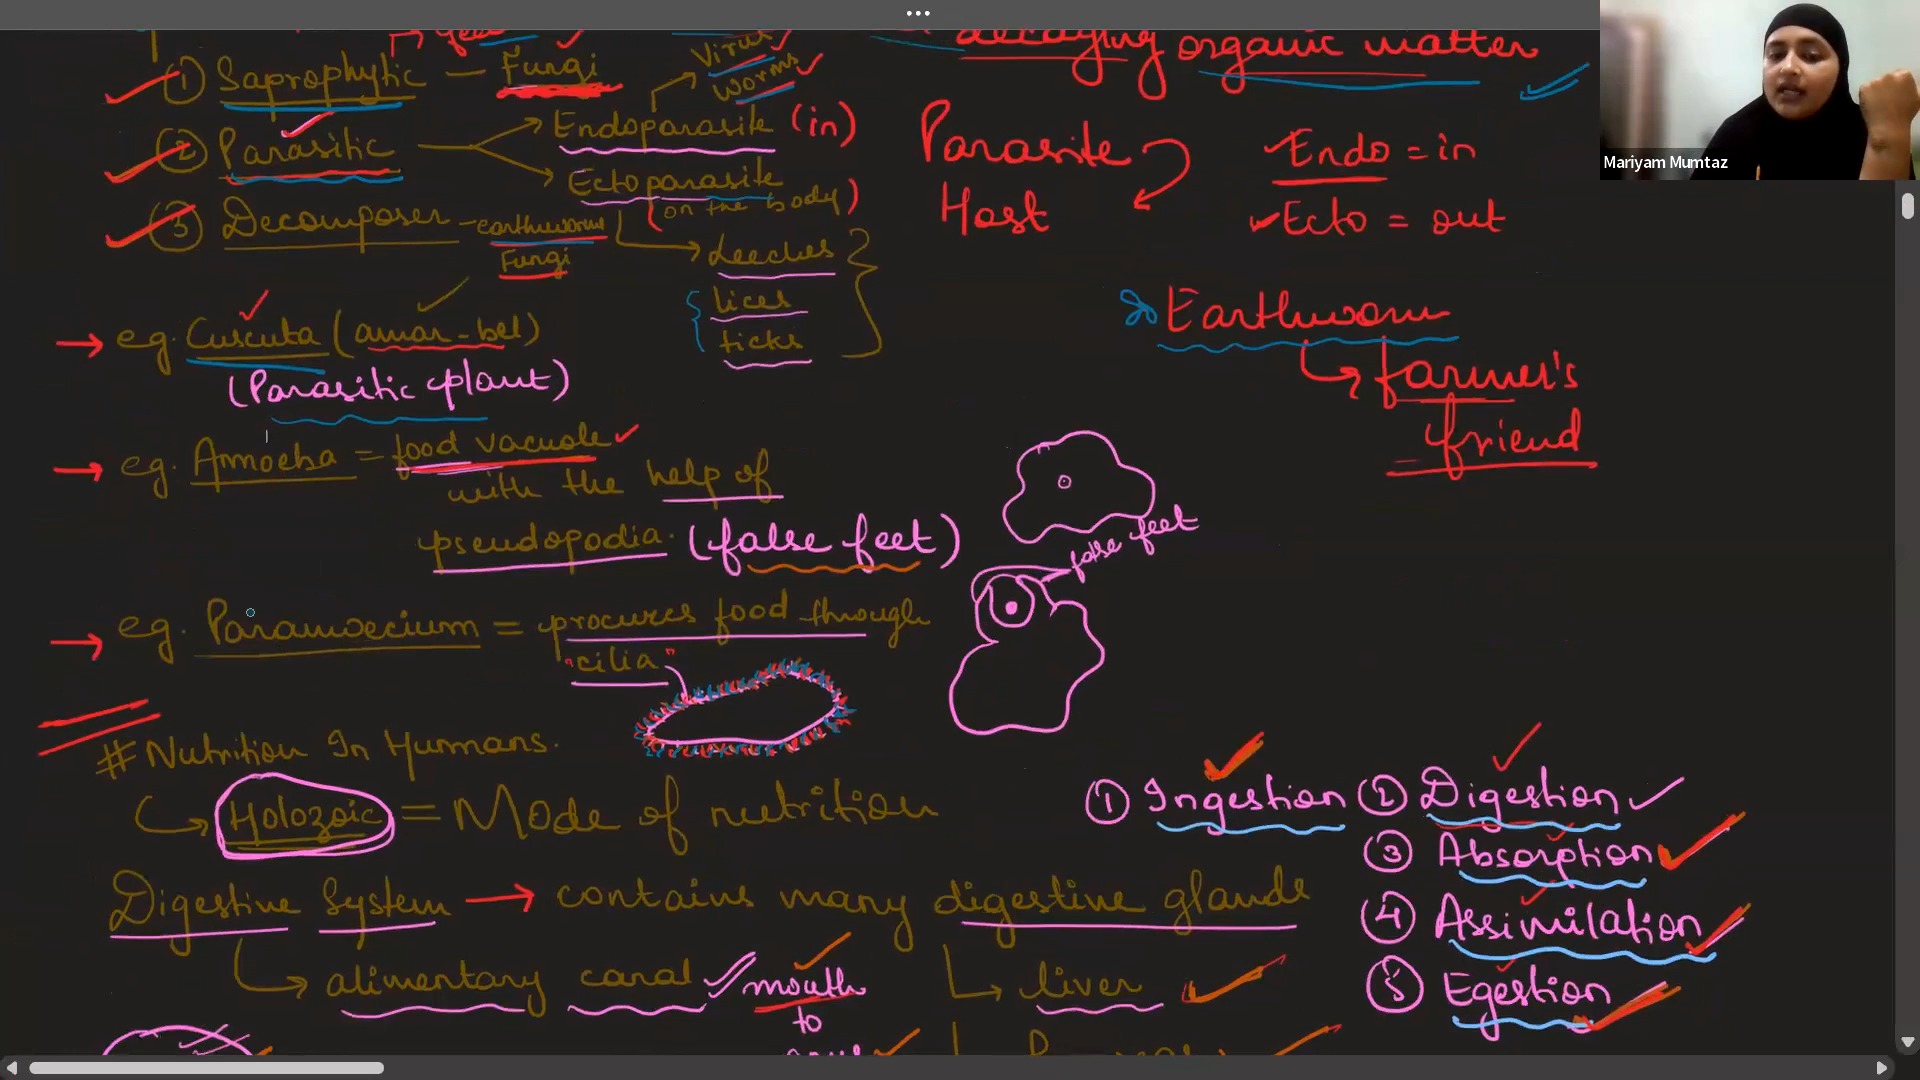 decaying organic matter
① Saprophytic — Fungi
Virus
worms
② Parasitic
Endoparasite (in)
Ectoparasite
(on the body)
③ Decomposer - earthworms
Fungi
Leeches
lices
ticks
Parasite
Host
Endo = in
Ecto = out
Earthworm
farmer's
friend
→ eg. Cuscuta (amar-bel)
(Parasitic plant)
→ eg. Amoeba = food vacuole
with the help of
pseudopodia. (false feet)
false feet
→ eg. Paramoecium = procures food through
"cilia"
# Nutrition In Humans.
Holozoic = Mode of nutrition
① Ingestion ② Digestion
③ Absorption
④ Assimilation
⑤ Egestion
Digestive System → contains many digestive glands
alimentary canal mouth
to
liver
Mariyam Mumtaz